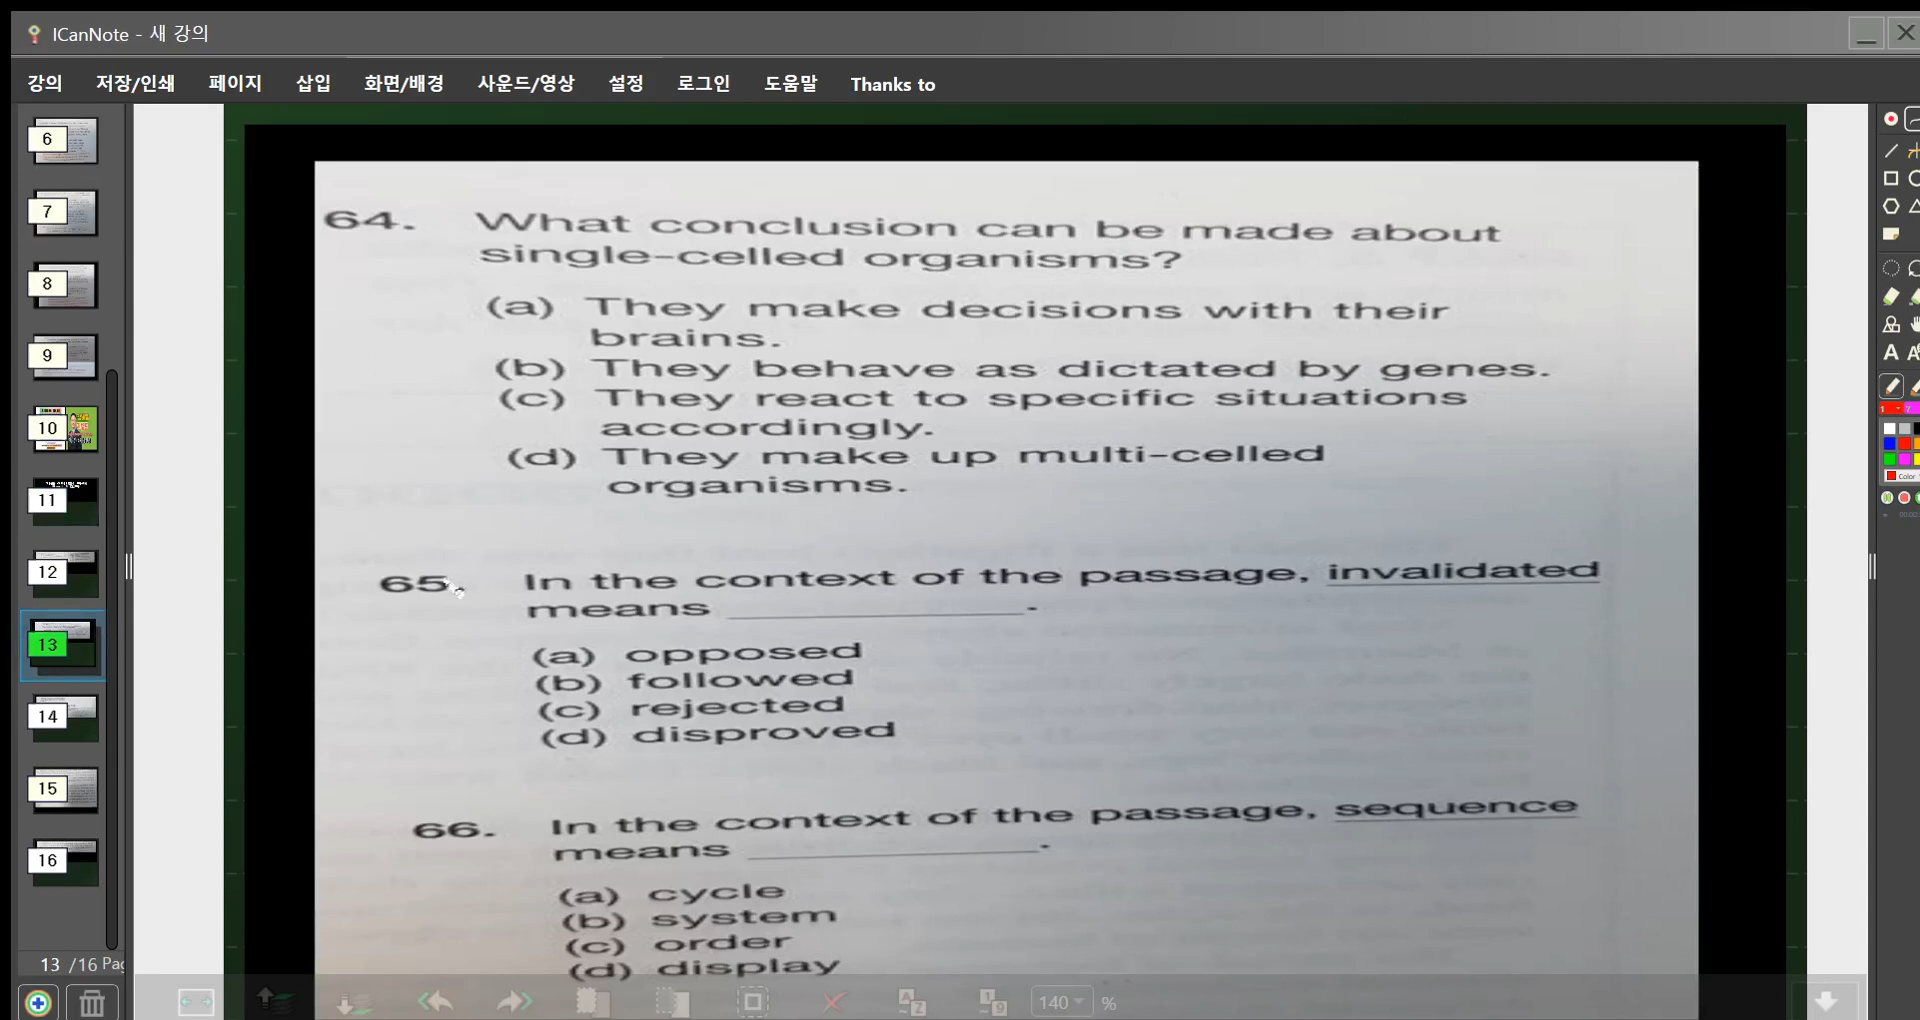 ICanNote - 새 강의
강의 저장/인쇄 페이지 삽입 화면/배경 사운드/영상 설정 로그인 도움말 Thanks to
6
7
8
9
10
11
12
13
14
15
16
13 /16 Pag
64. What conclusion can be made about
single-celled organisms?
(a) They make decisions with their
brains.
(b) They behave as dictated by genes.
(c) They react to specific situations
accordingly.
(d) They make up multi-celled
organisms.
65. In the context of the passage, invalidated
means ____________.
(a) opposed
(b) followed
(c) rejected
(d) disproved
66. In the context of the passage, sequence
means ____________.
(a) cycle
(b) system
(c) order
(d) display
140 %
Color